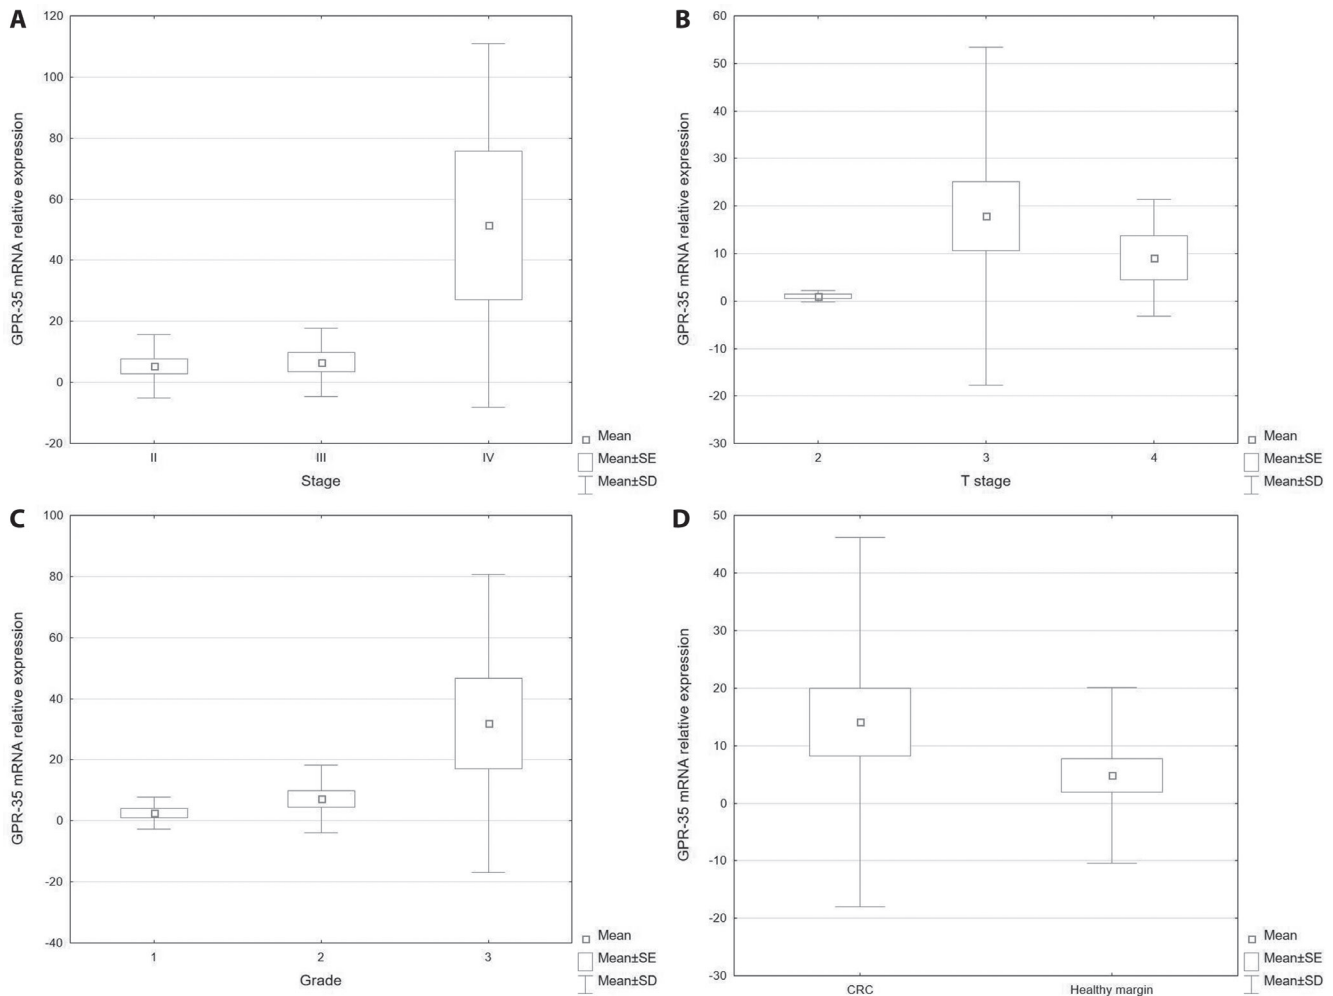 A
GPR-35 mRNA relative expression
120
100
80
60
40
20
0
-20
II III IV
Stage
Mean
Mean±SE
Mean±SD
B
GPR-35 mRNA relative expression
60
50
40
30
20
10
0
-10
-20
-30
2 3 4
T stage
Mean
Mean±SE
Mean±SD
C
GPR-35 mRNA relative expression
100
80
60
40
20
0
-20
-40
1 2 3
Grade
Mean
Mean±SE
Mean±SD
D
GPR-35 mRNA relative expression
50
40
30
20
10
0
-10
-20
-30
CRC Healthy margin
Mean
Mean±SE
Mean±SD